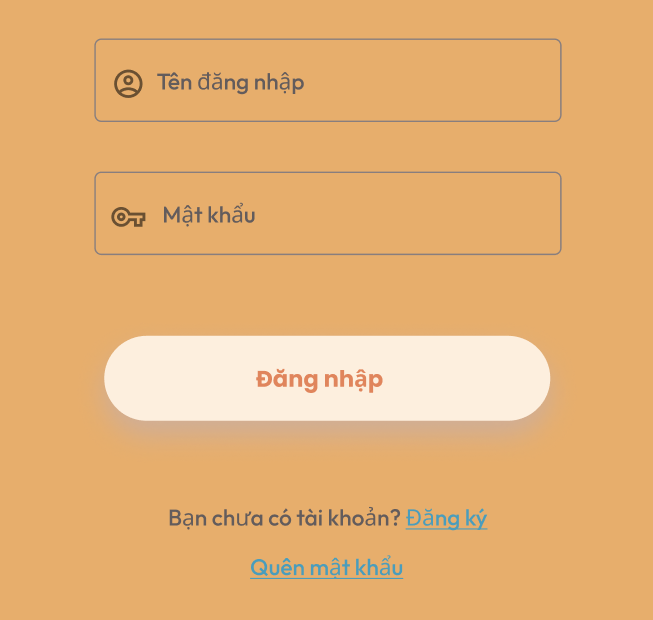 Tên đăng nhập
Mật khẩu
Đăng nhập
Bạn chưa có tài khoản? Đăng ký
Quên mật khẩu